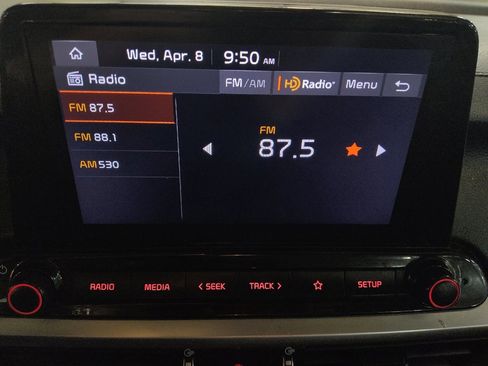 Wed, Apr. 8 9:50 AM
Radio FM/AM HD Radio Menu
FM 87.5
FM 88.1
AM 530
FM
87.5
RADIO MEDIA < SEEK TRACK > SETUP